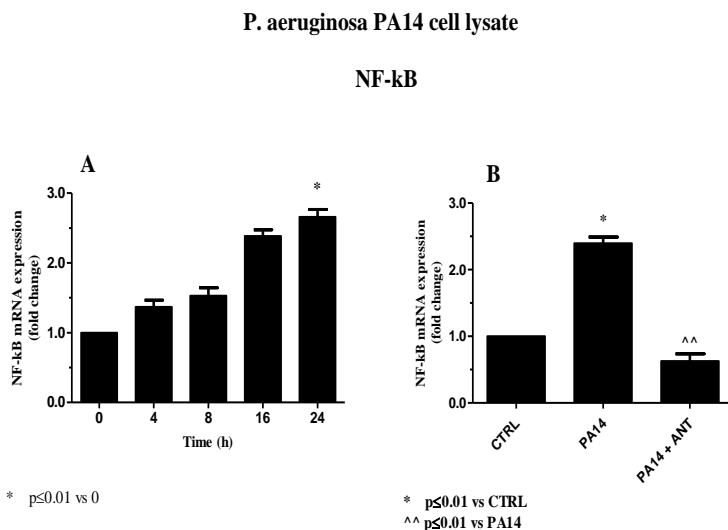 P. aeruginosa PA14 cell lysate
NF-kB
A
NF-kB mRNA expression
(fold change)
3.0
2.0
1.0
0.0
*
0 4 8 16 24
Time (h)
* p≤0.01 vs 0
B
NF-kB mRNA expression
(fold change)
3.0
2.0
1.0
0.0
*
^^
CTRL PA14 PA14 + ANT
* p≤0.01 vs CTRL
^^ p≤0.01 vs PA14